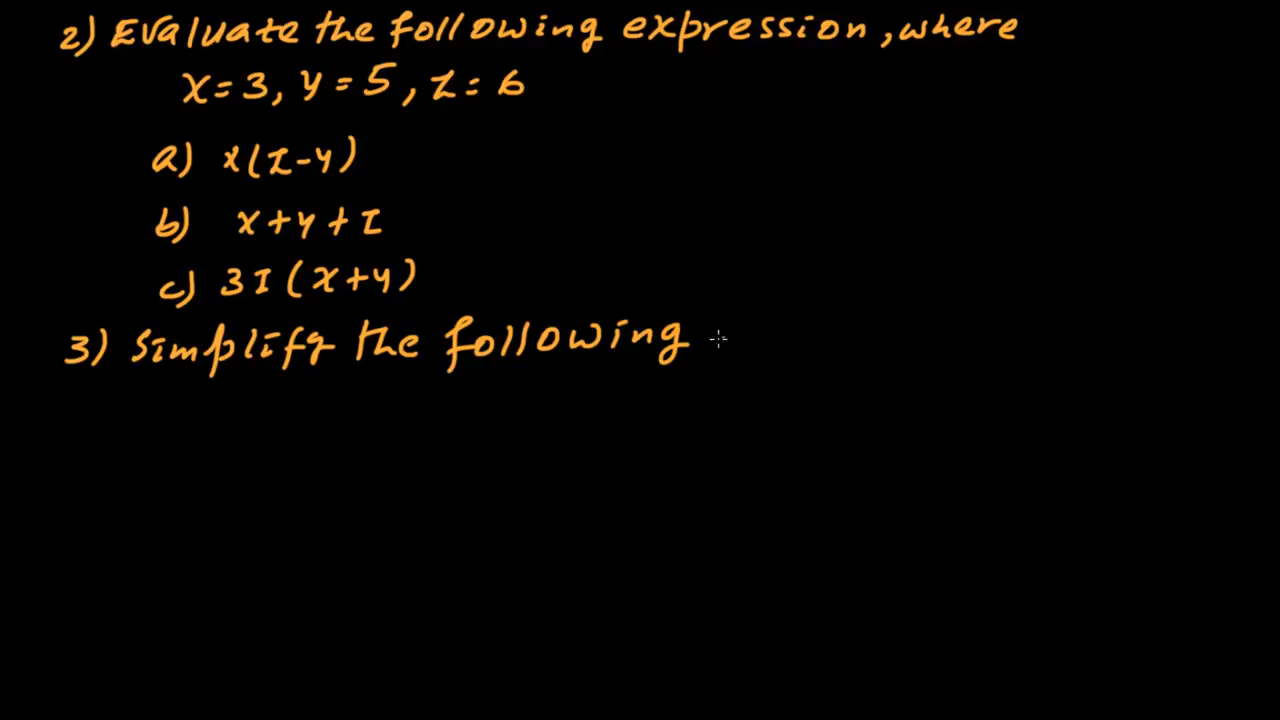 2) Evaluate the following expression, where
x = 3, y = 5, z = 6
a) x(z-y)
b) x+y+z
c) 3z(x+y)
3) Simplify the following